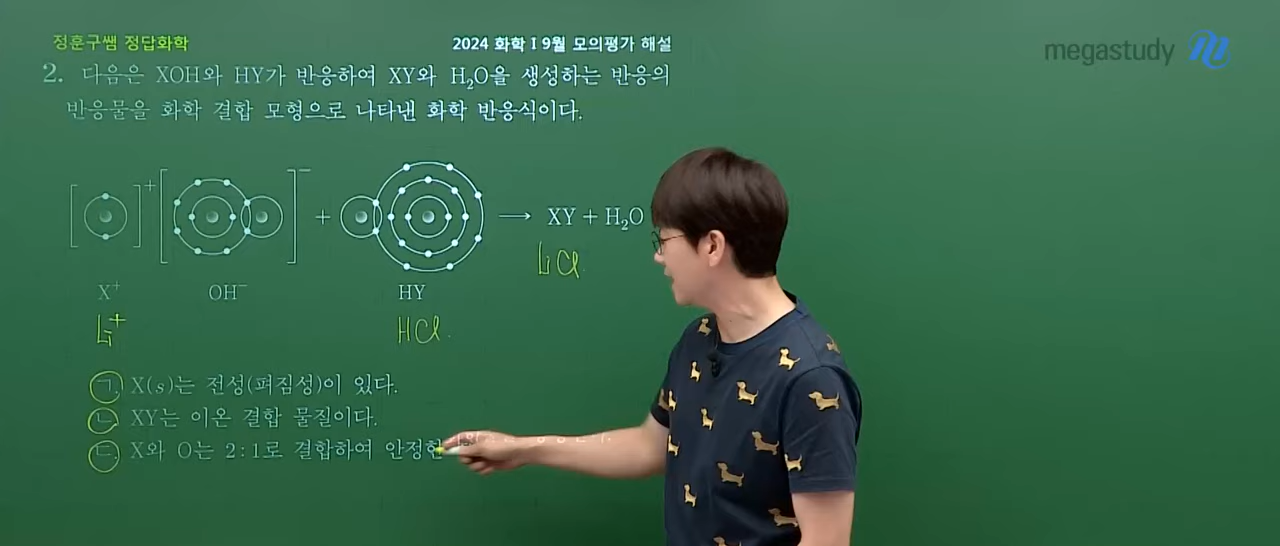 정훈구쌤 정답화학
2024 화학 I 9월 모의평가 해설
megastudy
2. 다음은 XOH와 HY가 반응하여 XY와 H₂O을 생성하는 반응의
반응물을 화학 결합 모형으로 나타낸 화학 반응식이다.
+ − + → XY + H₂O
LiCl
X⁺ OH⁻ HY
Li⁺ HCl
ㄱ. X(s)는 전성(펴짐성)이 있다.
ㄴ. XY는 이온 결합 물질이다.
ㄷ. X와 O는 2 : 1로 결합하여 안정한